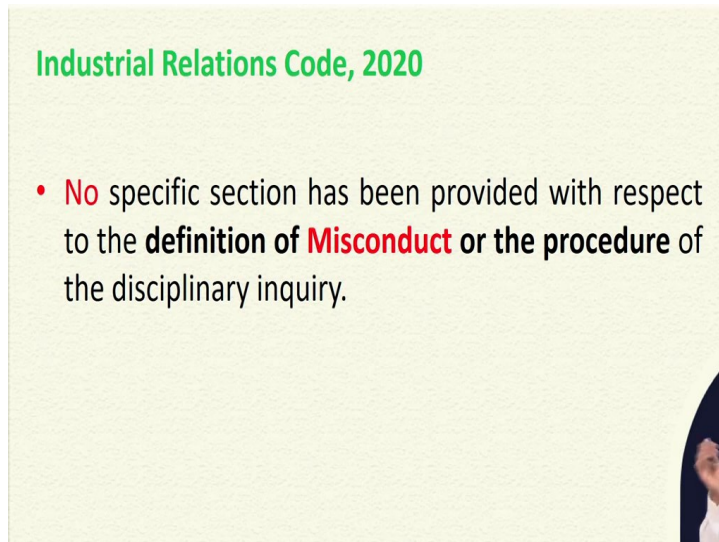 Industrial Relations Code, 2020
• No specific section has been provided with respect
to the definition of Misconduct or the procedure of
the disciplinary inquiry.